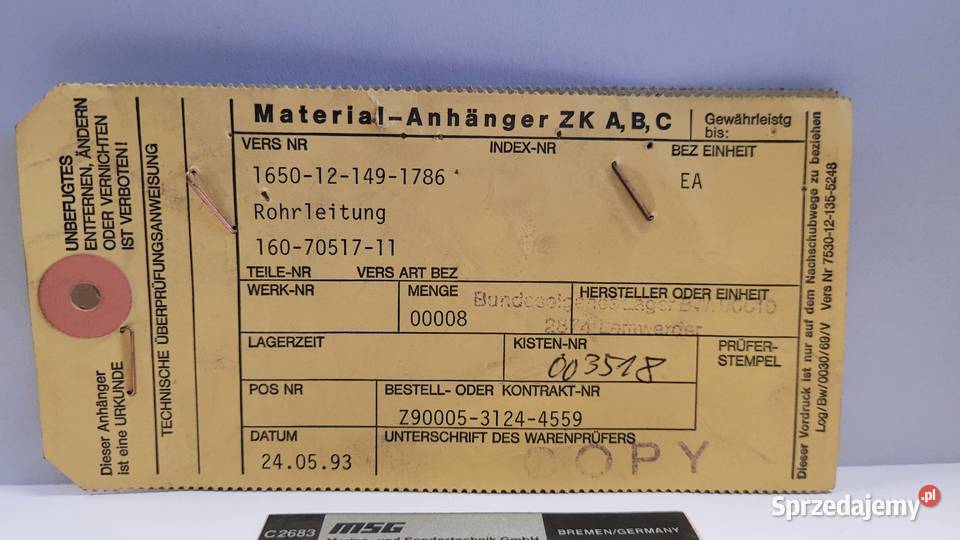 UNBEFUGTES
ENTFERNEN, ÄNDERN
ODER VERNICHTEN
IST VERBOTEN!
Dieser Anhänger
ist eine URKUNDE
TECHNISCHE ÜBERPRÜFUNGSANWEISUNG
Material-Anhänger ZK A, B, C
Gewährleistg
bis:
VERS NR INDEX-NR BEZ EINHEIT
1650-12-149-1786 EA
Rohrleitung
160-70517-11
TEILE-NR VERS ART BEZ
WERK-NR MENGE HERSTELLER ODER EINHEIT
00008
Bundeseigenes Lager
2874 Lemwerder
LAGERZEIT KISTEN-NR PRÜFER-
STEMPEL
003518
POS NR BESTELL- ODER KONTRAKT-NR
Z90005-3124-4559
DATUM UNTERSCHRIFT DES WARENPRÜFERS
24.05.93 COPY
Dieser Vordruck ist nur auf dem Nachschubwege zu beziehen
Log/Bw/0030/69/V Vers Nr 7530-12-135-5248
C2683 MSG BREMEN/GERMANY
Sprzedajemy.pl